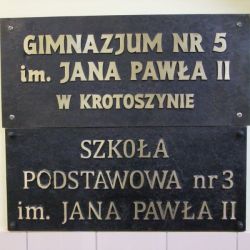 GIMNAZJUM NR 5
im. JANA PAWŁA II
W KROTOSZYNIE
SZKOŁA
PODSTAWOWA nr 3
im. JANA PAWŁA II